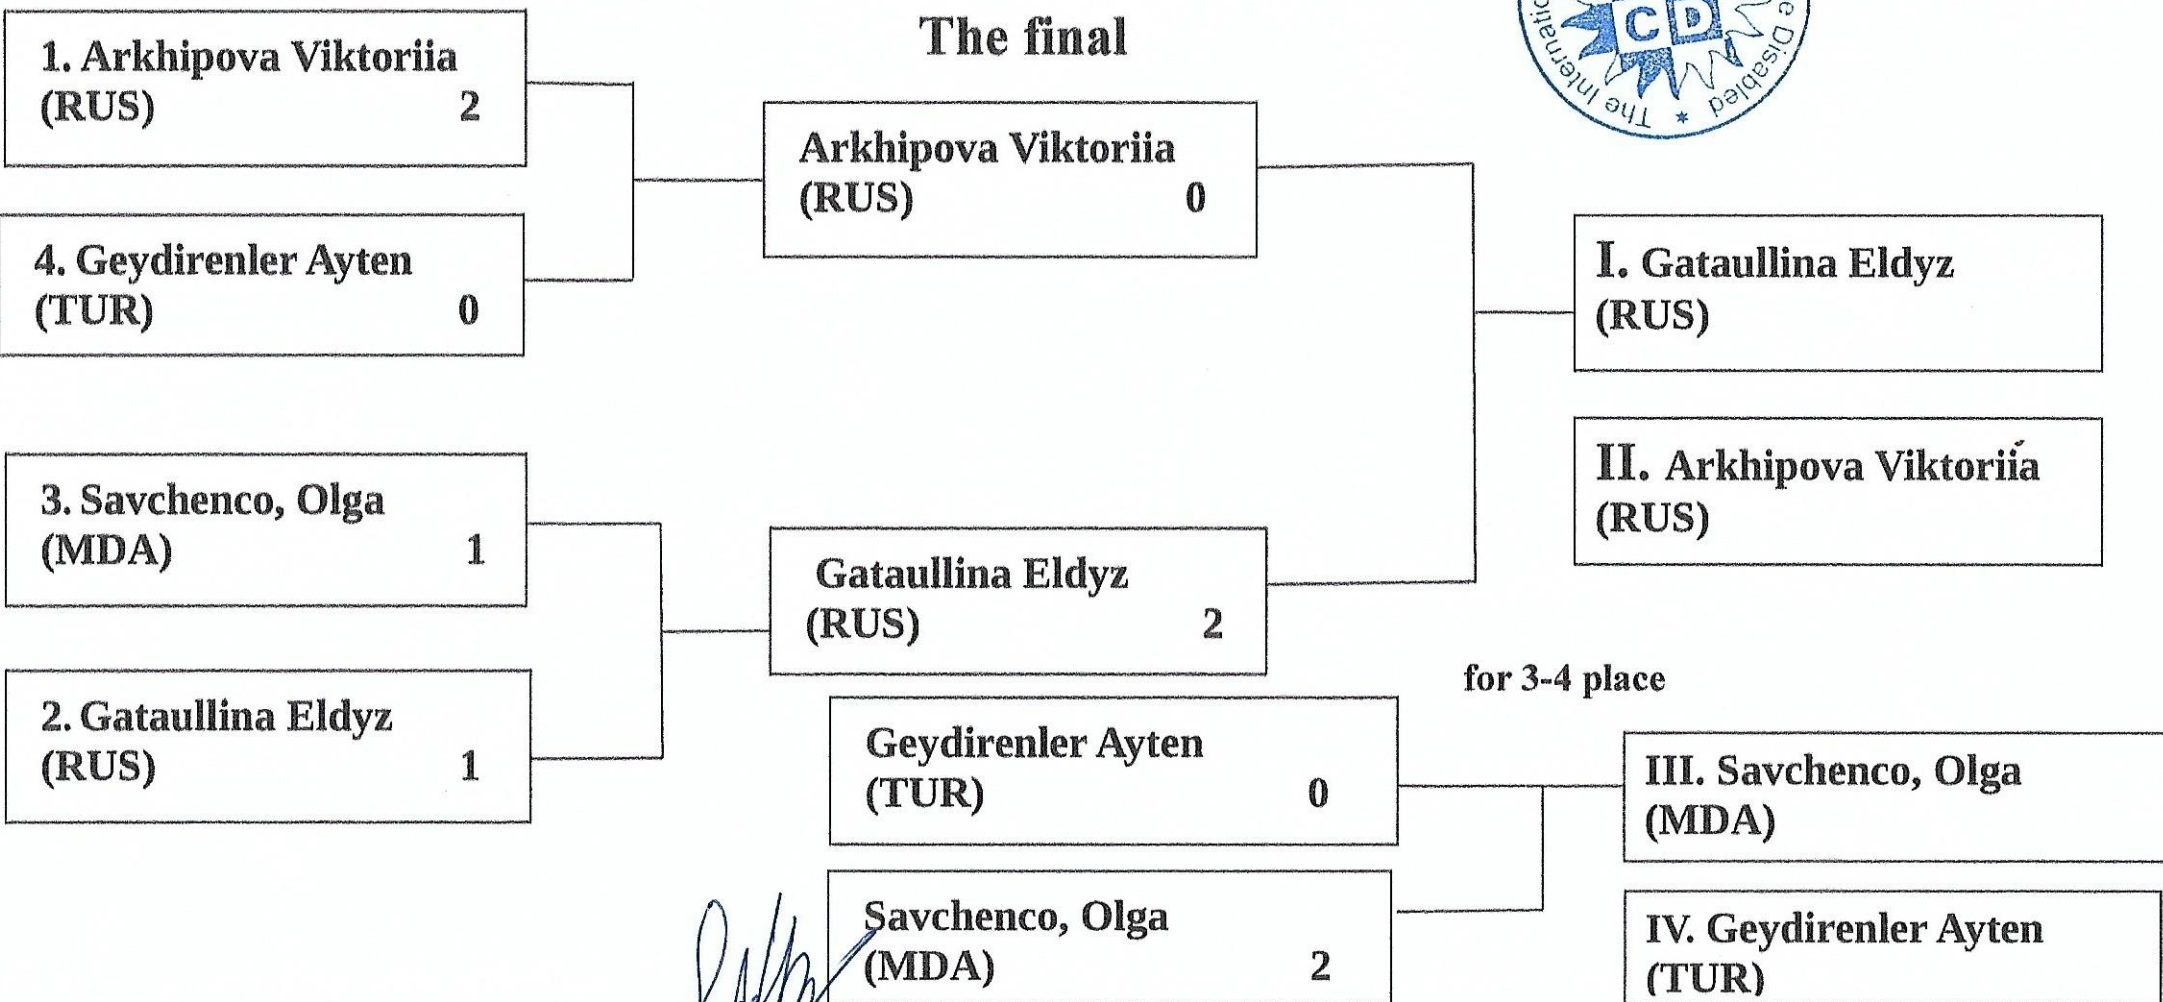 The final
1. Arkhipova Viktoriia
(RUS) 2
4. Geydirenler Ayten
(TUR) 0
3. Savchenco, Olga
(MDA) 1
2. Gataullina Eldyz
(RUS) 1
Arkhipova Viktoriia
(RUS) 0
Gataullina Eldyz
(RUS) 2
I. Gataullina Eldyz
(RUS)
II. Arkhipova Viktoriia
(RUS)
for 3-4 place
Geydirenler Ayten
(TUR) 0
Savchenco, Olga
(MDA) 2
III. Savchenco, Olga
(MDA)
IV. Geydirenler Ayten
(TUR)
CD
Disabled * The